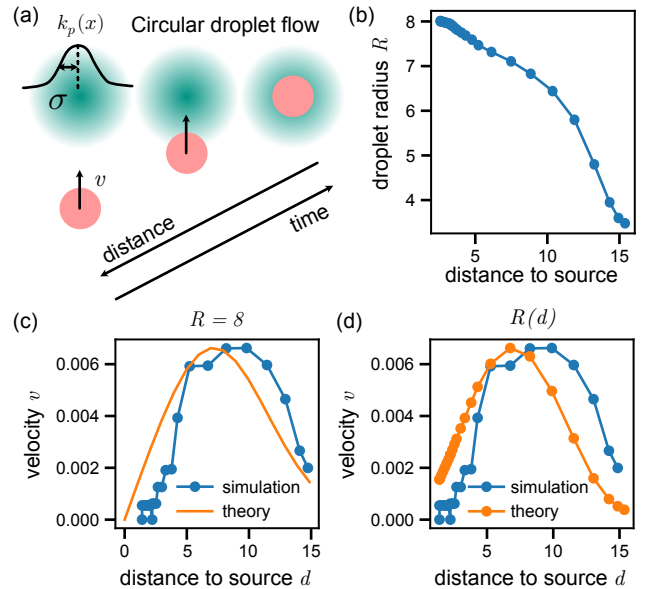 (a)
k_p(x)
Circular droplet flow
σ
v
distance
time
(b)
droplet radius R
8
7
6
5
4
5
10
15
distance to source
(c)
R = 8
velocity v
0.006
0.004
0.002
0.000
simulation
theory
0
5
10
15
distance to source d
(d)
R(d)
velocity v
0.006
0.004
0.002
0.000
simulation
theory
5
10
15
distance to source d